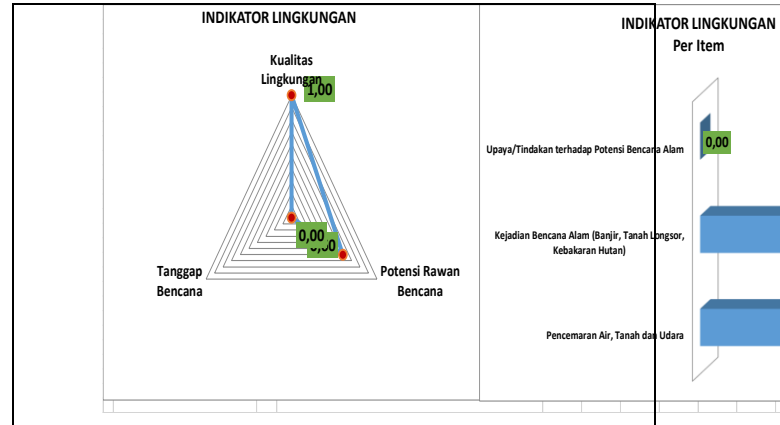 INDIKATOR LINGKUNGAN
Kualitas
Lingkungan
1,00
0,00
Tanggap
Bencana
Potensi Rawan
Bencana
INDIKATOR LINGKUNGAN
Per Item
Upaya/Tindakan terhadap Potensi Bencana Alam
0,00
Kejadian Bencana Alam (Banjir, Tanah Longsor,
Kebakaran Hutan)
Pencemaran Air, Tanah dan Udara